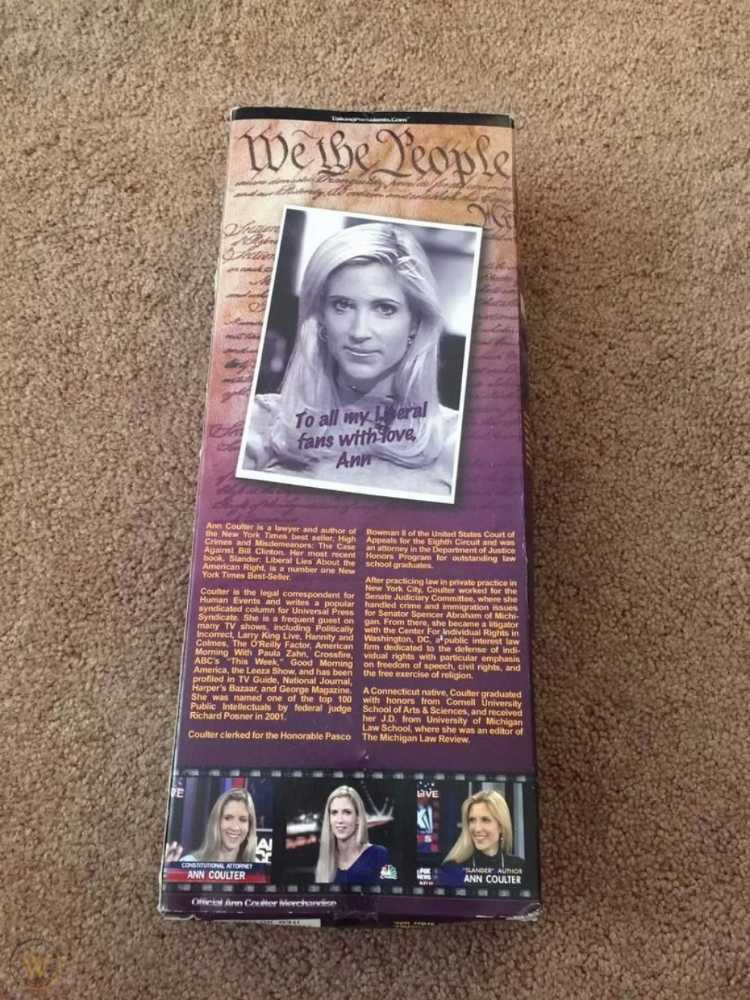 We the People
To all my Liberal
fans with love,
Ann
Ann Coulter is a lawyer and author of
the New York Times best seller, High
Crimes and Misdemeanors: The Case
Against Bill Clinton. Her most recent
book, Slander: Liberal Lies About the
American Right, is a number one New
York Times Best-Seller.
Coulter is the legal correspondent for
Human Events and writes a popular
syndicated column for Universal Press
Syndicate. She is a frequent guest on
many TV shows, including Politically
Incorrect, Larry King Live, Hannity and
Colmes, The O'Reilly Factor, American
Morning With Paula Zahn, Crossfire,
ABC's "This Week," Good Morning
America, the Leeza Show, and has been
profiled in TV Guide, National Journal,
Harper's Bazaar, and George Magazine.
She was named one of the top 100
Public Intellectuals by federal judge
Richard Posner in 2001.
Coulter clerked for the Honorable Pasco
Bowman II of the United States Court of
Appeals for the Eighth Circuit and was
an attorney in the Department of Justice
Honors Program for outstanding law
school graduates.
After practicing law in private practice in
New York City, Coulter worked for the
Senate Judiciary Committee, where she
handled crime and immigration issues
for Senator Spencer Abraham of Michi-
gan. From there, she became a litigator
with the Center For Individual Rights in
Washington, DC, a public interest law
firm dedicated to the defense of indi-
vidual rights with particular emphasis
on freedom of speech, civil rights, and
the free exercise of religion.
A Connecticut native, Coulter graduated
with honors from Cornell University
School of Arts & Sciences, and received
her J.D. from University of Michigan
Law School, where she was an editor of
The Michigan Law Review.
CONSTITUTIONAL ATTORNEY
ANN COULTER
LIVE
"SLANDER" AUTHOR
ANN COULTER
Official Ann Coulter Merchandise